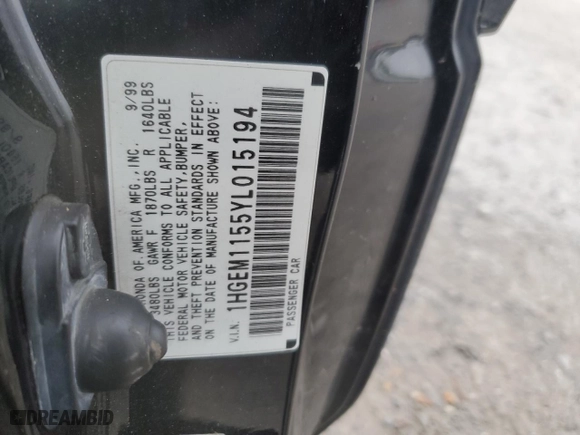 HONDA OF AMERICA MFG.,INC. 9/99
3480LBS GAWR F 1870LBS R 1640LBS
THIS VEHICLE CONFORMS TO ALL APPLICABLE
FEDERAL MOTOR VEHICLE SAFETY,BUMPER,
AND THEFT PREVENTION STANDARDS IN EFFECT
ON THE DATE OF MANUFACTURE SHOWN ABOVE.
V.I.N. 1HGEM1155YL015194
PASSENGER CAR
DREAMBID